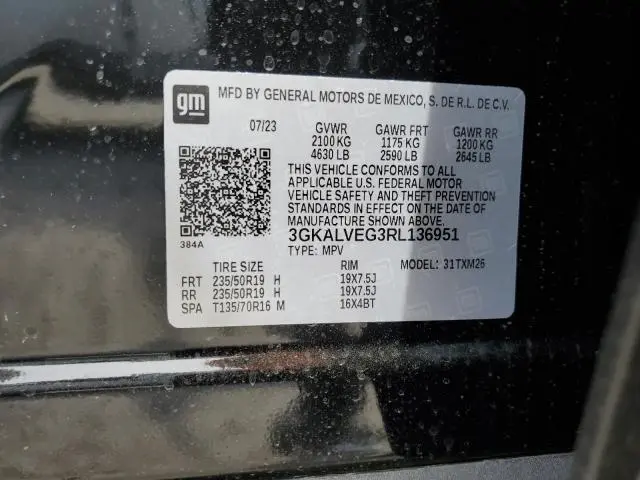 gm
MFD BY GENERAL MOTORS DE MEXICO, S. DE R.L. DE C.V.
07/23 GVWR GAWR FRT GAWR RR
2100 KG 1175 KG 1200 KG
4630 LB 2590 LB 2645 LB
THIS VEHICLE CONFORMS TO ALL
APPLICABLE U.S. FEDERAL MOTOR
VEHICLE SAFETY AND THEFT PREVENTION
STANDARDS IN EFFECT ON THE DATE OF
MANUFACTURE SHOWN ABOVE.
384A
3GKALVEG3RL136951
TYPE: MPV MODEL: 31TXM26
TIRE SIZE RIM
FRT 235/50R19 H 19X7.5J
RR 235/50R19 H 19X7.5J
SPA T135/70R16 M 16X4BT